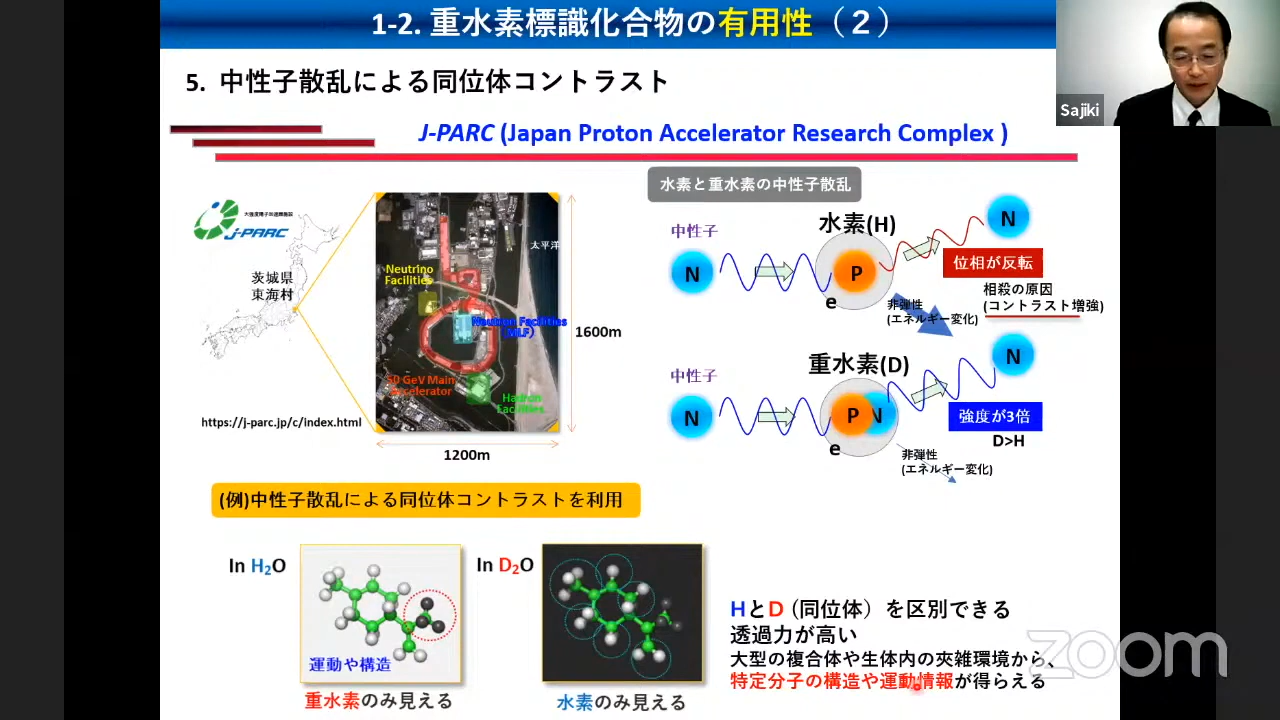 1-2. 重水素標識化合物の有用性（２）
Sajiki
5. 中性子散乱による同位体コントラスト
J-PARC (Japan Proton Accelerator Research Complex )
水素と重水素の中性子散乱
大強度陽子加速器施設
J-PARC
茨城県
東海村
太平洋
Neutrino
Facilities
Neutron Facilities
(MLF)
50 GeV Main
Accelerator
Hadron
Facilities
1600m
1200m
https://j-parc.jp/c/index.html
中性子
N
水素(H)
P
e
N
位相が反転
相殺の原因
(コントラスト増強)
非弾性
(エネルギー変化)
中性子
N
重水素(D)
P N
e
N
強度が3倍
D>H
非弾性
(エネルギー変化)
(例)中性子散乱による同位体コントラストを利用
In H₂O
運動や構造
重水素のみ見える
In D₂O
水素のみ見える
HとD（同位体）を区別できる
透過力が高い
大型の複合体や生体内の夾雑環境から、
特定分子の構造や運動情報が得らえる
zoom